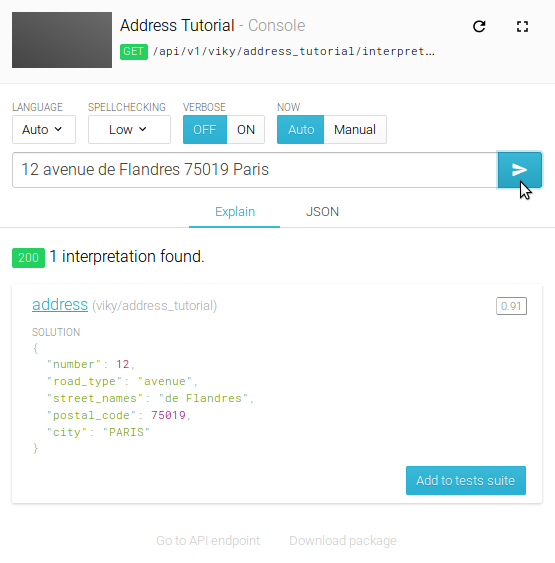 Address Tutorial - Console
GET /api/v1/viky/address_tutorial/interpret...
LANGUAGE SPELLCHECKING VERBOSE NOW
Auto Low OFF ON Auto Manual
12 avenue de Flandres 75019 Paris
Explain JSON
200 1 interpretation found.
address (viky/address_tutorial) 0.91
SOLUTION
{
"number": 12,
"road_type": "avenue",
"street_names": "de Flandres",
"postal_code": 75019,
"city": "PARIS"
}
Add to tests suite
Go to API endpoint Download package